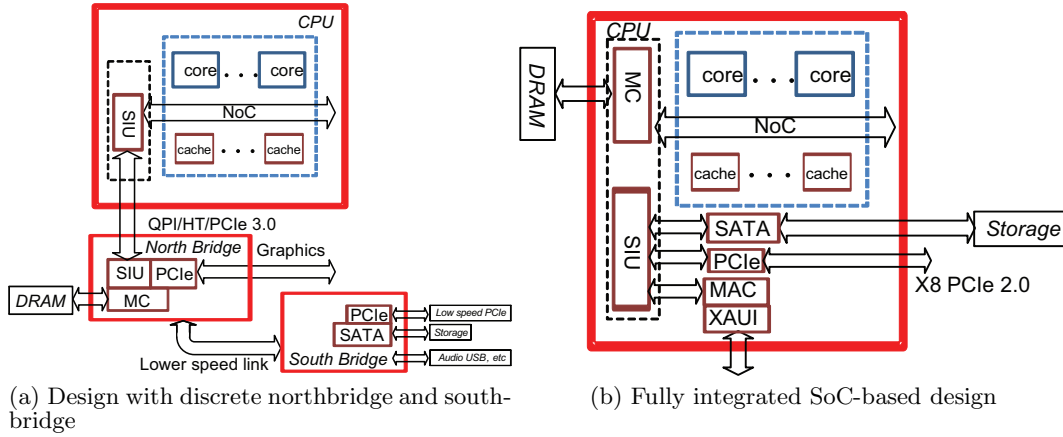 CPU
core . . . core
SIU
NoC
cache . . . cache
QPI/HT/PCIe 3.0
North Bridge
Graphics
SIU PCIe
DRAM
MC
PCIe
Low speed PCIe
SATA
Storage
Lower speed link
South Bridge
Audio USB, etc
(a) Design with discrete northbridge and south-
bridge
CPU
DRAM
MC
core . . . core
NoC
cache . . . cache
SIU
SATA
Storage
PCIe
X8 PCIe 2.0
MAC
XAUI
(b) Fully integrated SoC-based design